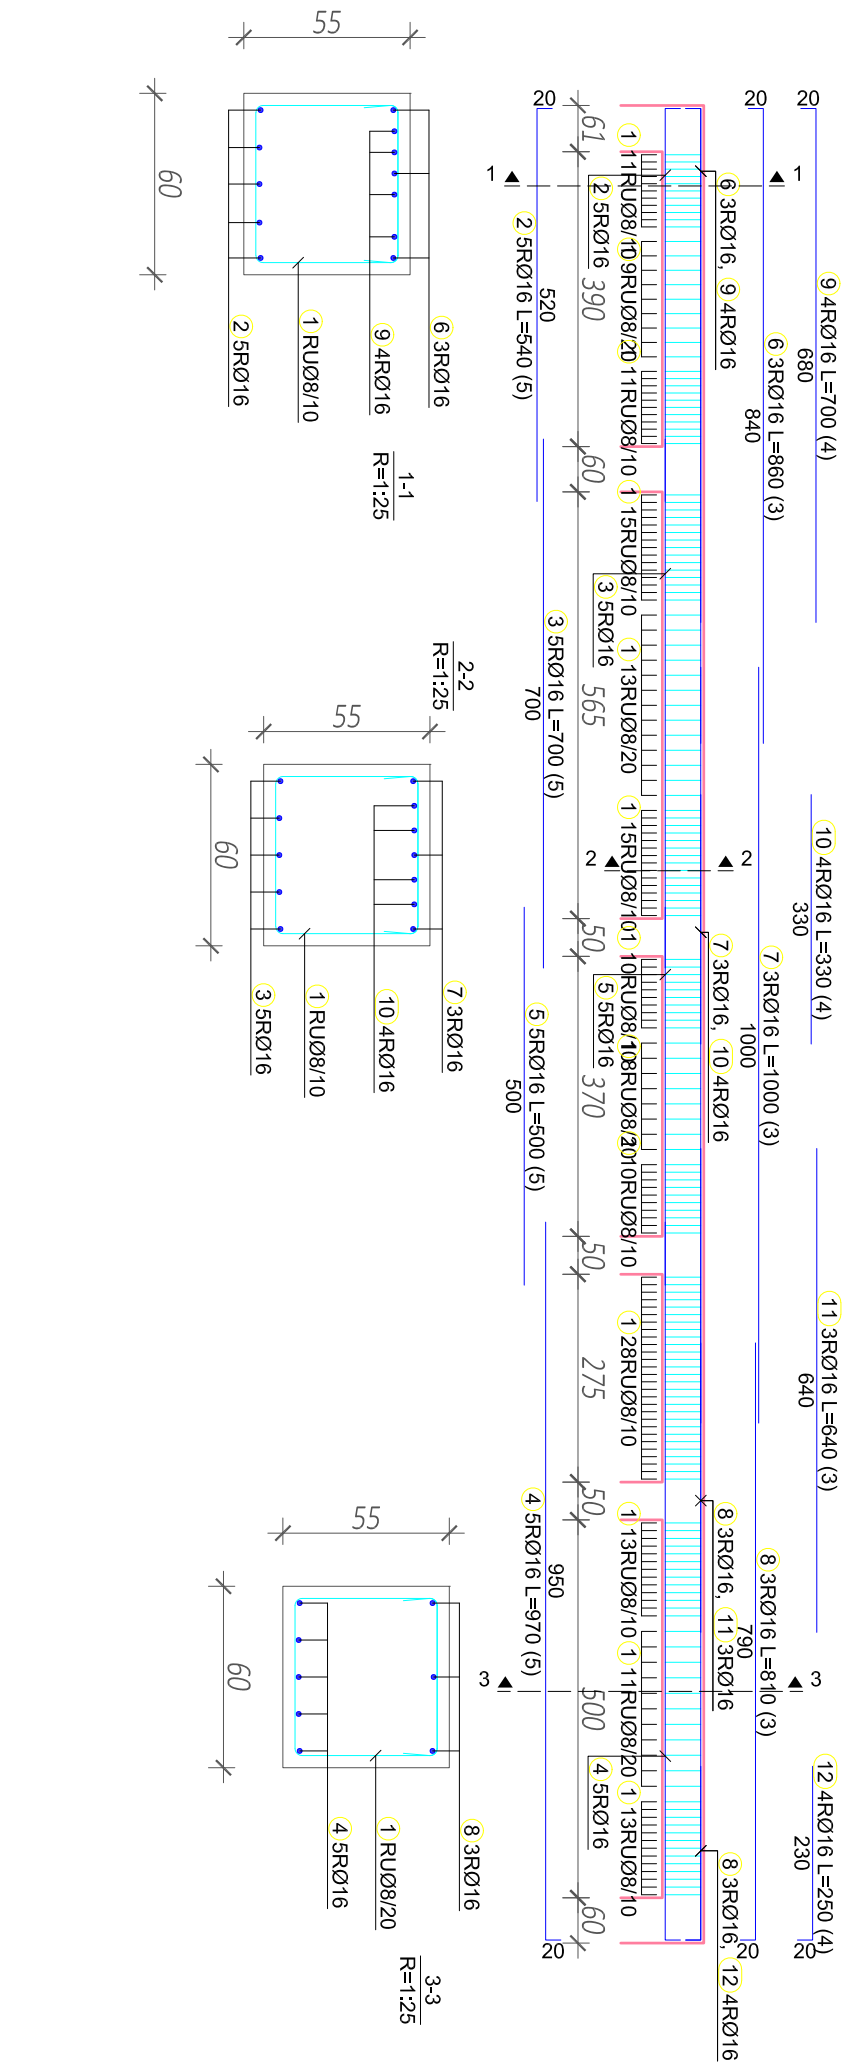 ⑨ 4RØ16 L=700 (4)
680
⑩ 4RØ16 L=330 (4)
330
⑪ 3RØ16 L=640 (3)
640
⑫ 4RØ16 L=250 (4)
230
20
20
⑥ 3RØ16 L=860 (3)
840
20
⑦ 3RØ16 L=1000 (3)
1000
⑧ 3RØ16 L=810 (3)
790
20
⑥ 3RØ16, ⑨ 4RØ16
⑦ 3RØ16, ⑩ 4RØ16
⑧ 3RØ16, ⑪ 3RØ16
⑧ 3RØ16, ⑫ 4RØ16
1
2
3
① 11RUØ8/10
① 9RUØ8/20
① 11RUØ8/10
① 15RUØ8/10
① 13RUØ8/20
① 15RUØ8/10
① 10RUØ8/10
① 8RUØ8/20
① 10RUØ8/10
① 28RUØ8/10
① 13RUØ8/10
① 11RUØ8/20
① 13RUØ8/10
② 5RØ16
③ 5RØ16
⑤ 5RØ16
④ 5RØ16
61
390
60
565
50
370
50
275
50
500
60
1
2
3
20
520
② 5RØ16 L=540 (5)
③ 5RØ16 L=700 (5)
700
⑤ 5RØ16 L=500 (5)
500
950
④ 5RØ16 L=970 (5)
20
1-1
R=1:25
55
60
⑥ 3RØ16
⑨ 4RØ16
① RUØ8/10
② 5RØ16
2-2
R=1:25
55
60
⑦ 3RØ16
⑩ 4RØ16
① RUØ8/10
③ 5RØ16
3-3
R=1:25
55
60
⑧ 3RØ16
① RUØ8/20
④ 5RØ16